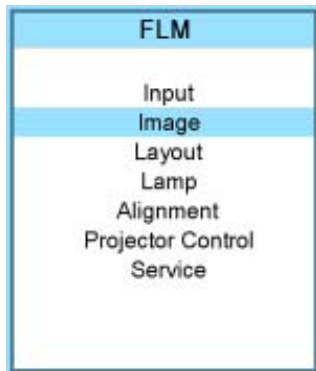 FLM
Input
Image
Layout
Lamp
Alignment
Projector Control
Service